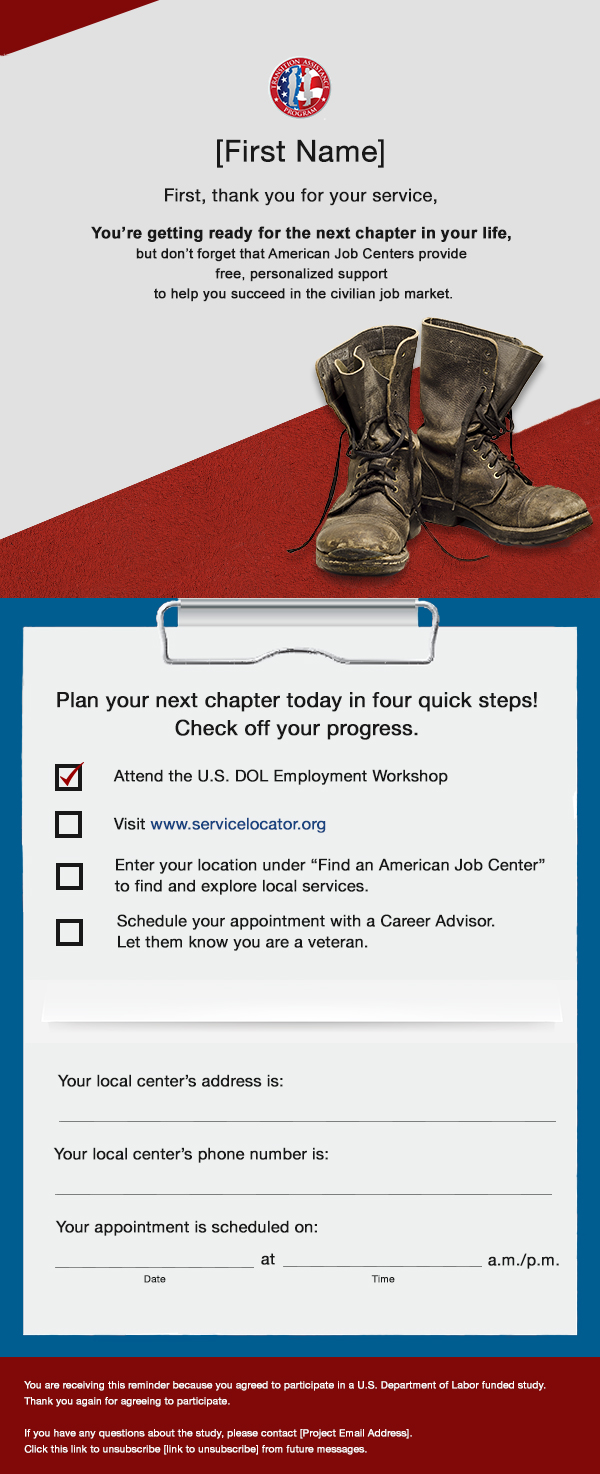 TRANSITION ASSISTANCE
PROGRAM
[First Name]
First, thank you for your service,
You're getting ready for the next chapter in your life,
but don't forget that American Job Centers provide
free, personalized support
to help you succeed in the civilian job market.
Plan your next chapter today in four quick steps!
Check off your progress.
Attend the U.S. DOL Employment Workshop
Visit www.servicelocator.org
Enter your location under “Find an American Job Center”
to find and explore local services.
Schedule your appointment with a Career Advisor.
Let them know you are a veteran.
Your local center's address is:
Your local center's phone number is:
Your appointment is scheduled on:
at a.m./p.m.
Date Time
You are receiving this reminder because you agreed to participate in a U.S. Department of Labor funded study.
Thank you again for agreeing to participate.
If you have any questions about the study, please contact [Project Email Address].
Click this link to unsubscribe [link to unsubscribe] from future messages.